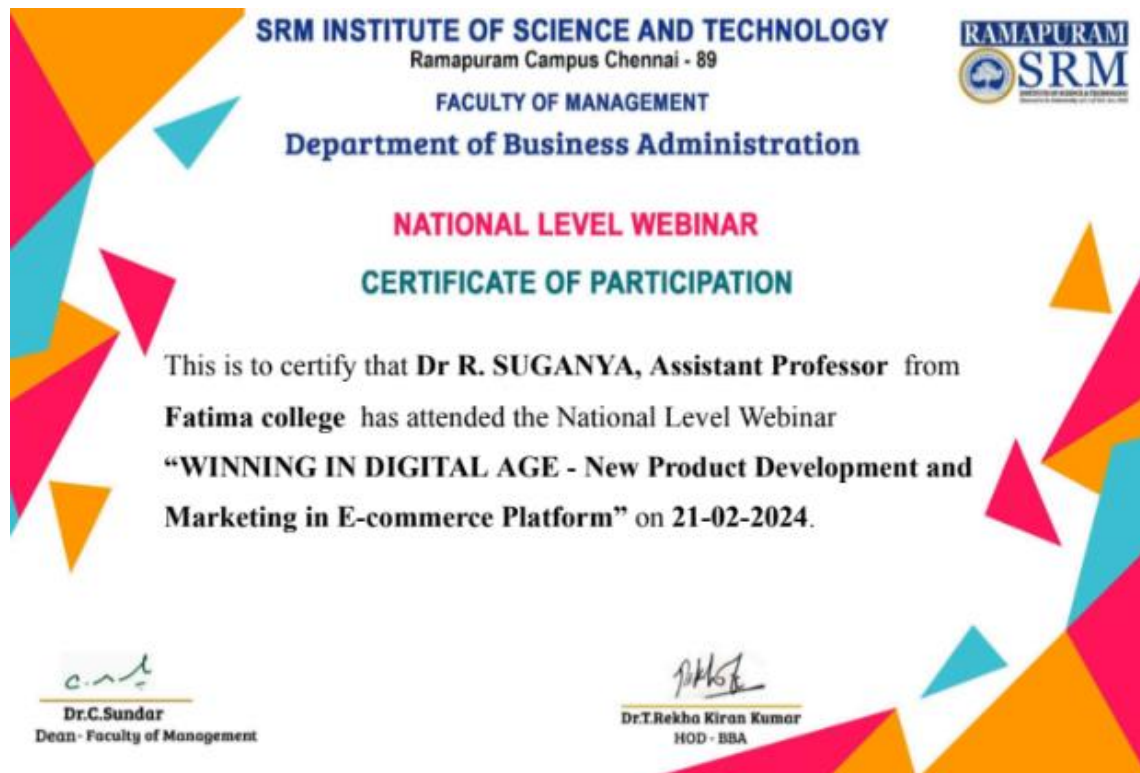 SRM INSTITUTE OF SCIENCE AND TECHNOLOGY
Ramapuram Campus Chennai - 89
RAMAPURAM
SRM
FACULTY OF MANAGEMENT
Department of Business Administration
NATIONAL LEVEL WEBINAR
CERTIFICATE OF PARTICIPATION
This is to certify that Dr R. SUGANYA, Assistant Professor from
Fatima college has attended the National Level Webinar
“WINNING IN DIGITAL AGE - New Product Development and
Marketing in E-commerce Platform” on 21-02-2024.
Dr.C.Sundar
Dean - Faculty of Management
Dr.T.Rekha Kiran Kumar
HOD - BBA